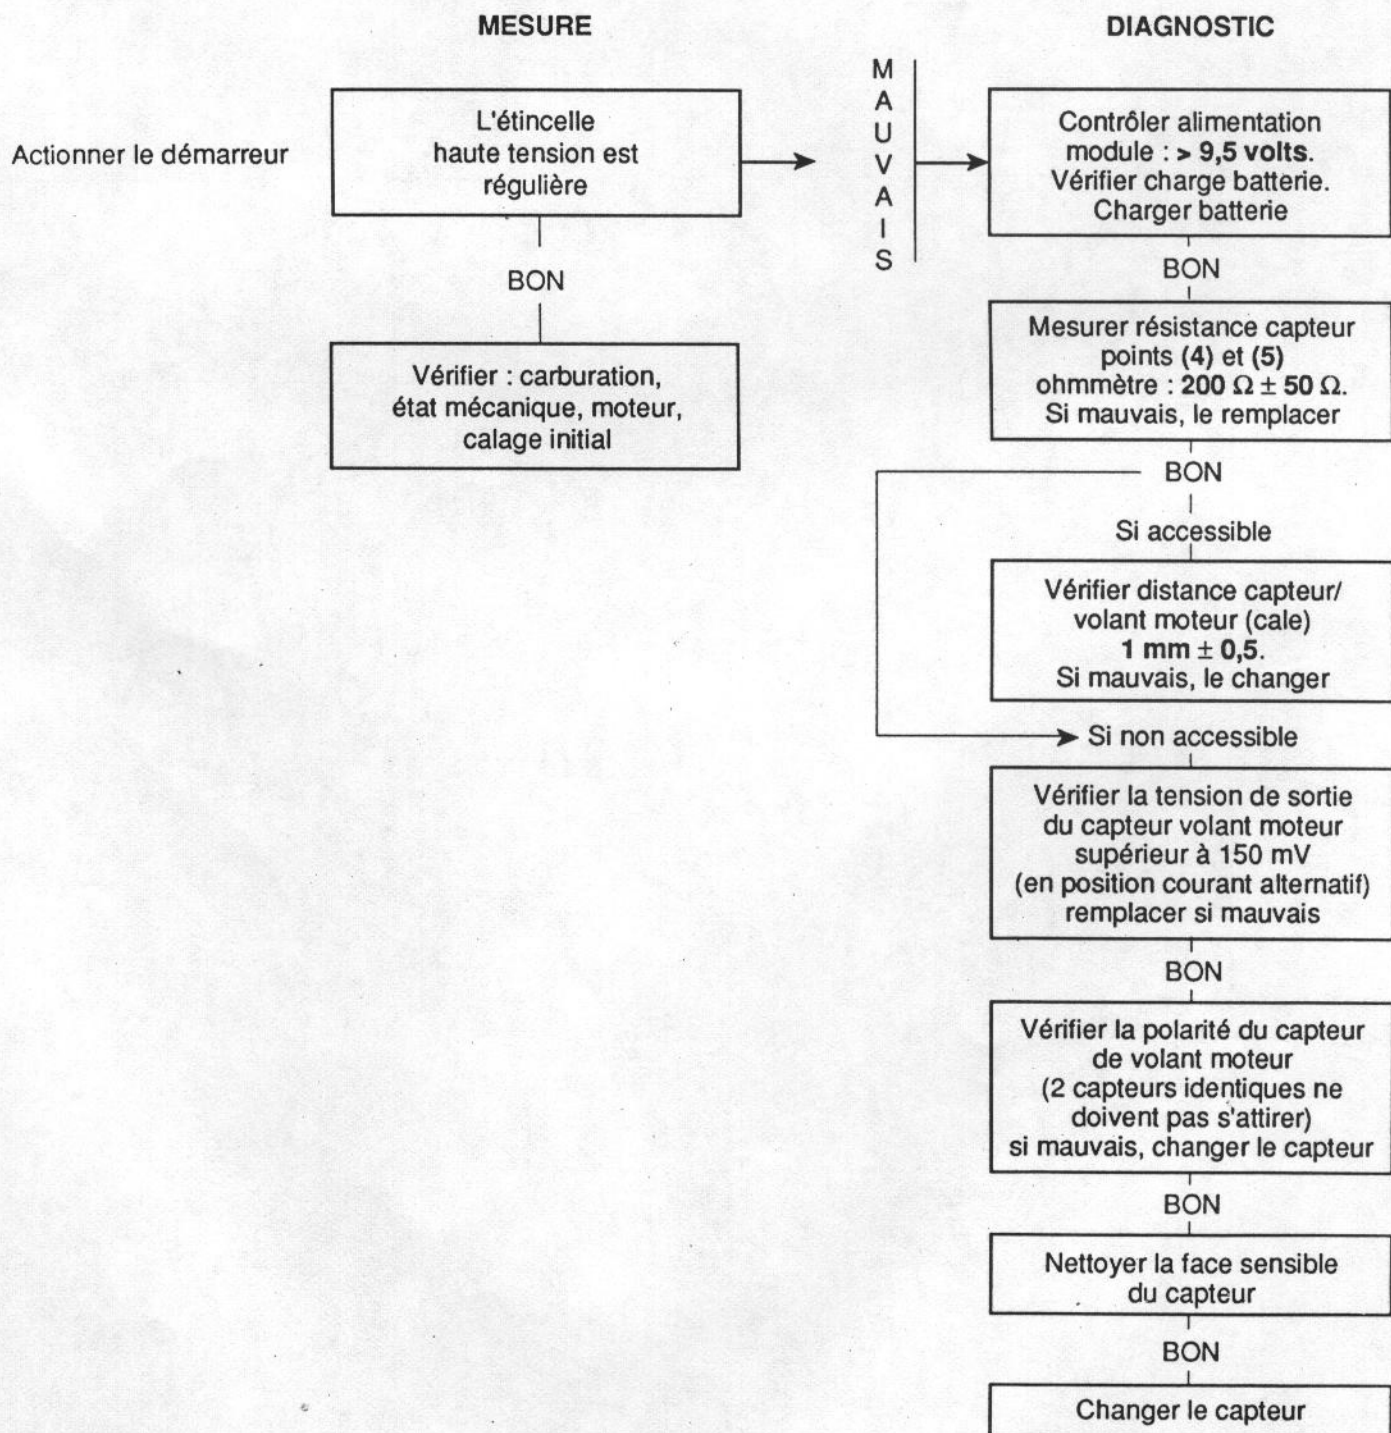 MESURE
DIAGNOSTIC
Actionner le démarreur
L'étincelle
haute tension est
régulière
BON
Vérifier : carburation,
état mécanique, moteur,
calage initial
MAUVAIS
Contrôler alimentation
module : > 9,5 volts.
Vérifier charge batterie.
Charger batterie
BON
Mesurer résistance capteur
points (4) et (5)
ohmmètre : 200 Ω ± 50 Ω.
Si mauvais, le remplacer
BON
Si accessible
Vérifier distance capteur/
volant moteur (cale)
1 mm ± 0,5.
Si mauvais, le changer
Si non accessible
Vérifier la tension de sortie
du capteur volant moteur
supérieur à 150 mV
(en position courant alternatif)
remplacer si mauvais
BON
Vérifier la polarité du capteur
de volant moteur
(2 capteurs identiques ne
doivent pas s'attirer)
si mauvais, changer le capteur
BON
Nettoyer la face sensible
du capteur
BON
Changer le capteur